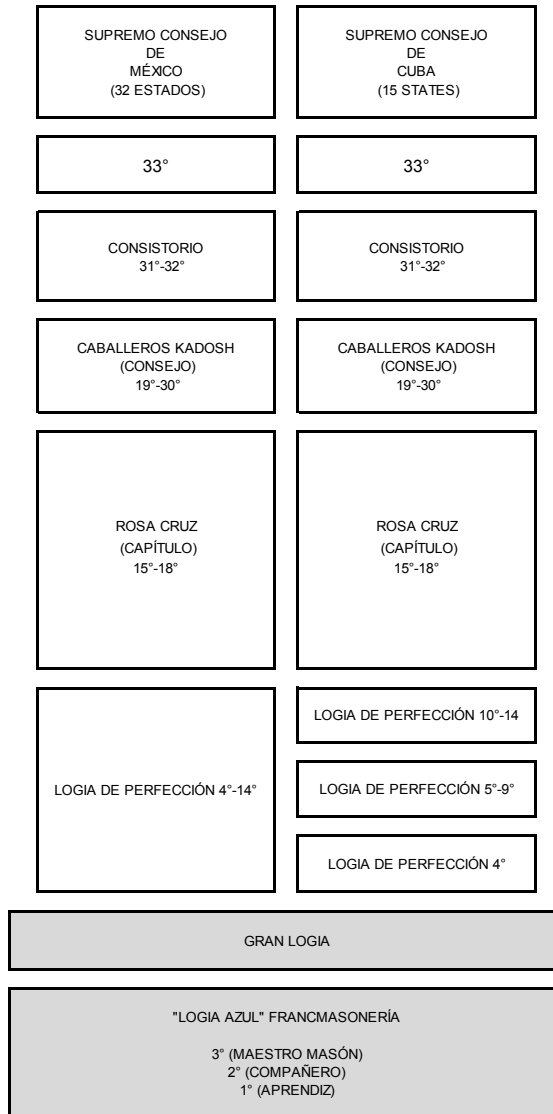 SUPREMO CONSEJO
DE
MÉXICO
(32 ESTADOS)
SUPREMO CONSEJO
DE
CUBA
(15 STATES)
33°
33°
CONSISTORIO
31°-32°
CONSISTORIO
31°-32°
CABALLEROS KADOSH
(CONSEJO)
19°-30°
CABALLEROS KADOSH
(CONSEJO)
19°-30°
ROSA CRUZ
(CAPÍTULO)
15°-18°
ROSA CRUZ
(CAPÍTULO)
15°-18°
LOGIA DE PERFECCIÓN 4°-14°
LOGIA DE PERFECCIÓN 10°-14
LOGIA DE PERFECCIÓN 5°-9°
LOGIA DE PERFECCIÓN 4°
GRAN LOGIA
"LOGIA AZUL" FRANCMASONERÍA
3° (MAESTRO MASÓN)
2° (COMPAÑERO)
1° (APRENDIZ)